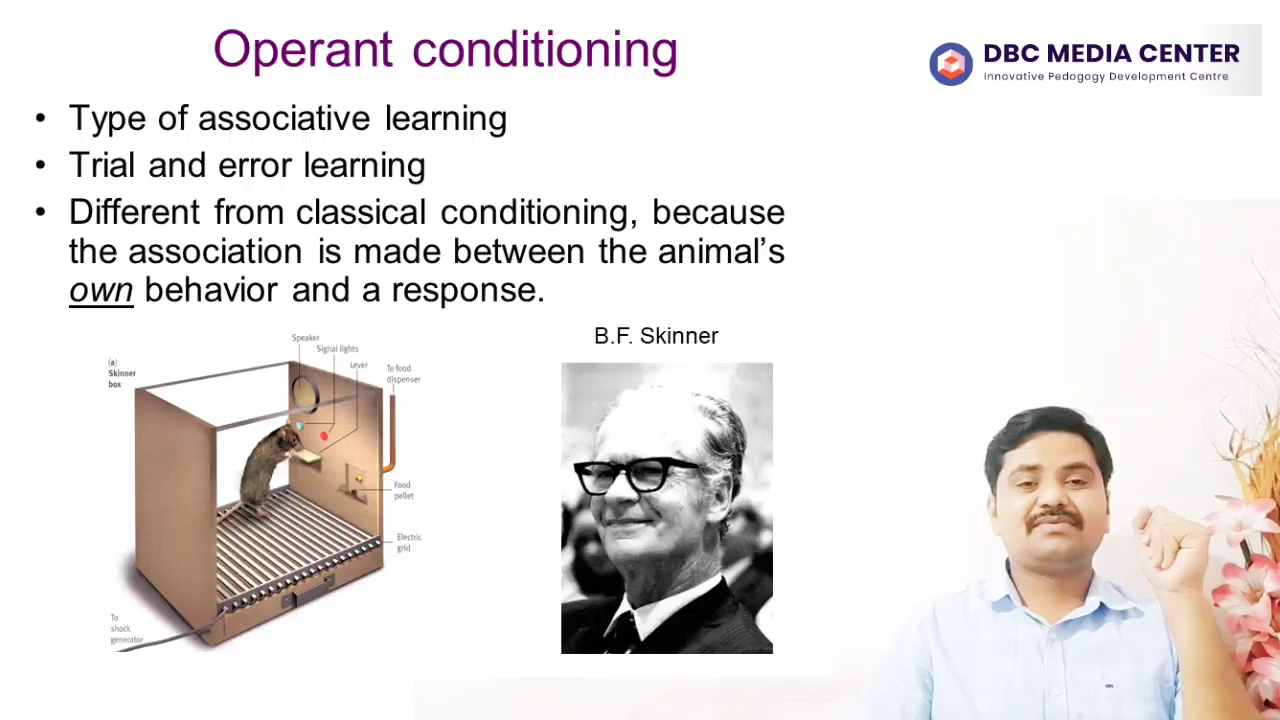 Operant conditioning
DBC MEDIA CENTER
Innovative Pedogogy Development Centre
• Type of associative learning
• Trial and error learning
• Different from classical conditioning, because
the association is made between the animal’s
own behavior and a response.
B.F. Skinner
(a)
Skinner
box
Speaker
Signal lights
Lever
To food
dispenser
Food
pellet
Electric
grid
To
shock
generator